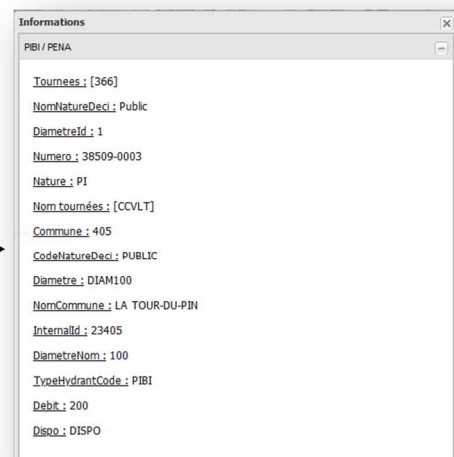 Informations
PIBI / PENA
Tournees : [366]
NomNatureDeci : Public
DiametreId : 1
Numero : 38509-0003
Nature : PI
Nom tournées : [CCVLT]
Commune : 405
CodeNatureDeci : PUBLIC
Diametre : DIAM100
NomCommune : LA TOUR-DU-PIN
InternalId : 23405
DiametreNom : 100
TypeHydrantCode : PIBI
Debit : 200
Dispo : DISPO